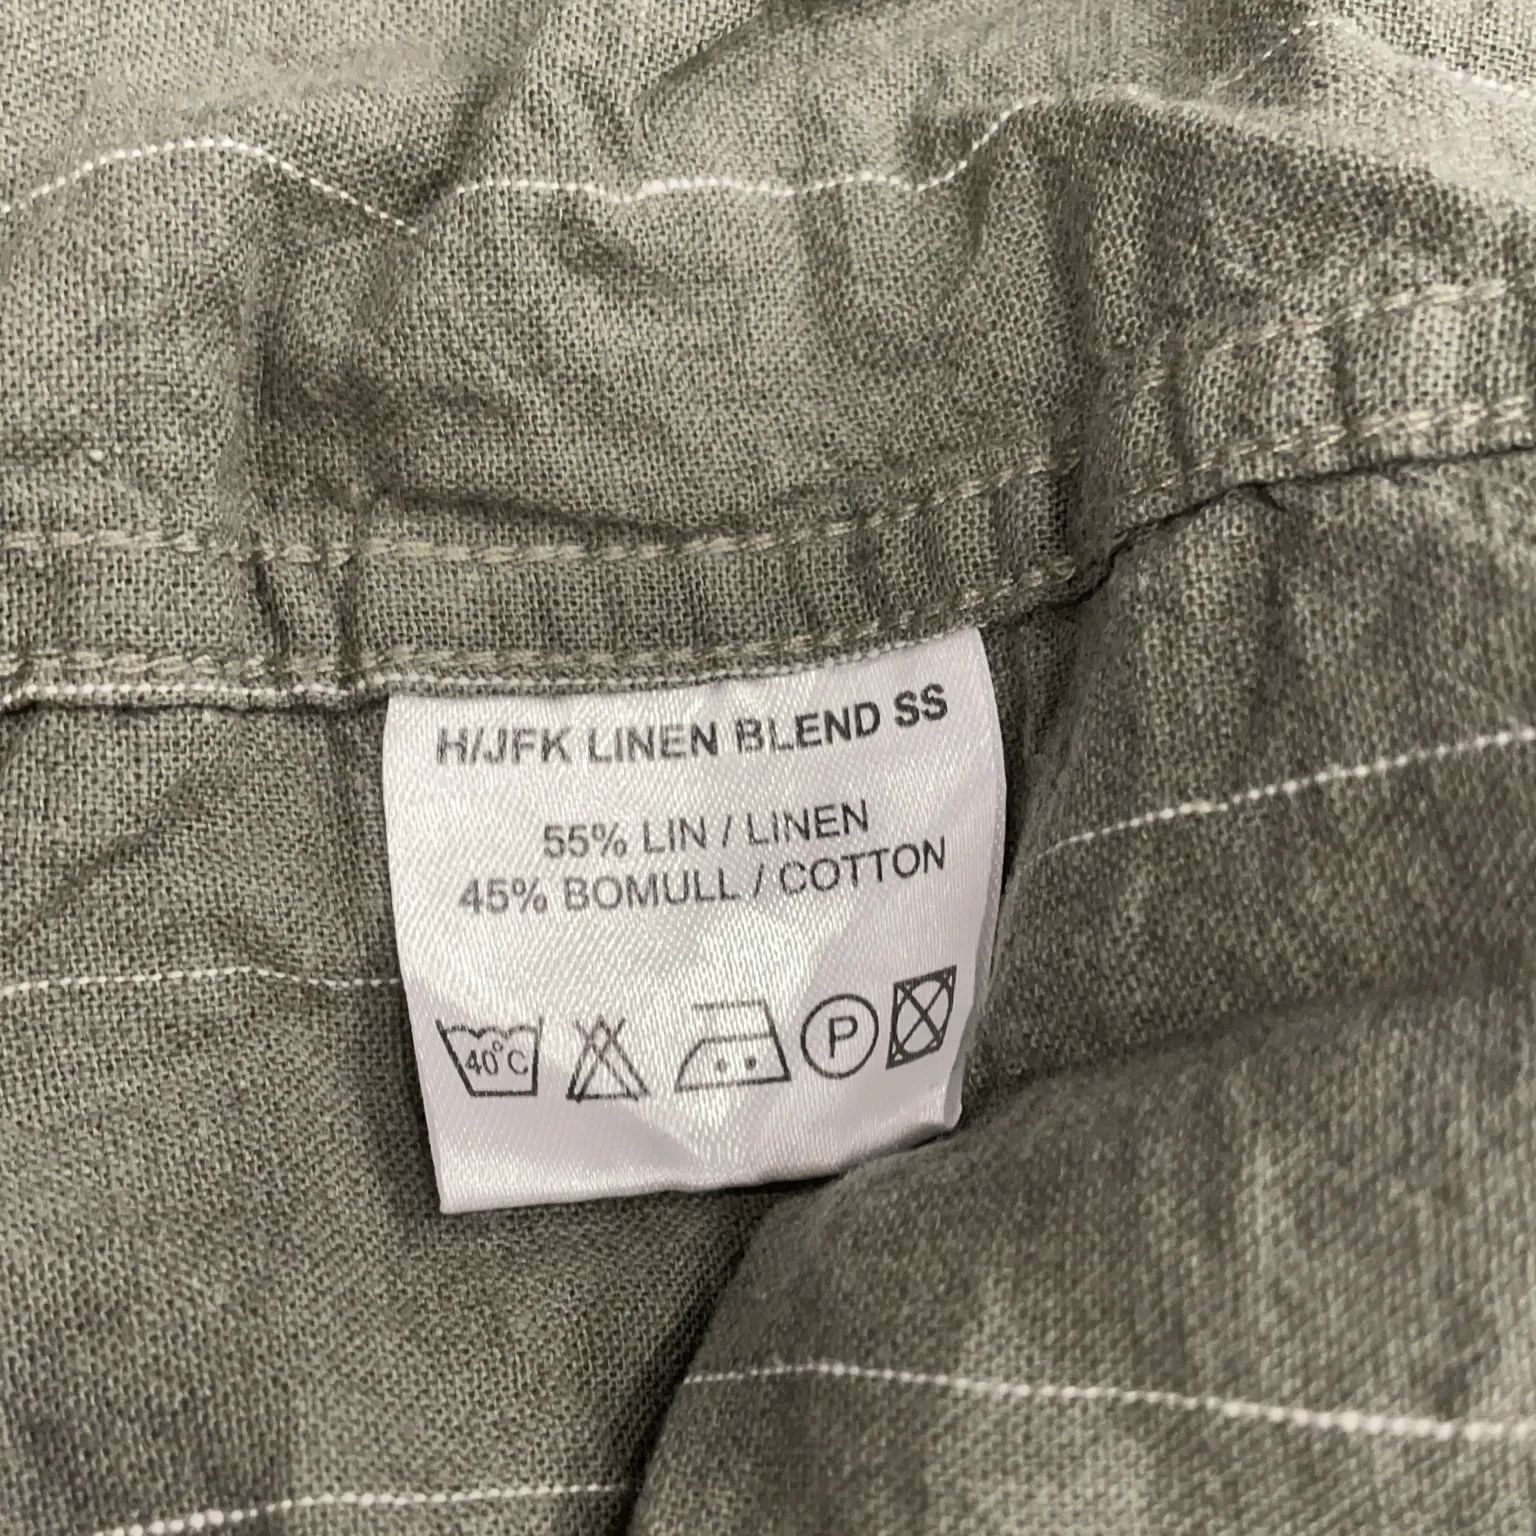 H/JFK LINEN BLEND SS
55% LIN / LINEN
45% BOMULL / COTTON
40°C P